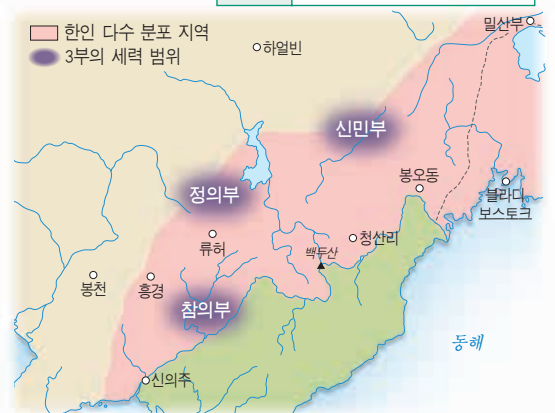 한인 다수 분포 지역
3부의 세력 범위
하얼빈
밀산부
신민부
봉오동
블라디
보스토크
정의부
류허
청산리
백두산
봉천
흥경
참의부
동해
신의주